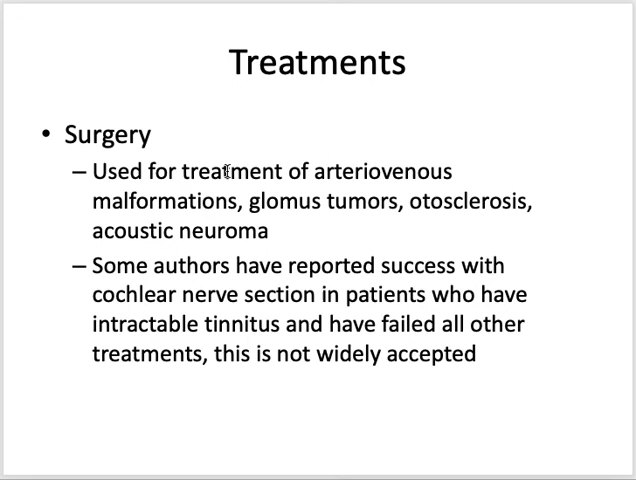 Treatments
• Surgery
– Used for treatment of arteriovenous
malformations, glomus tumors, otosclerosis,
acoustic neuroma
– Some authors have reported success with
cochlear nerve section in patients who have
intractable tinnitus and have failed all other
treatments, this is not widely accepted